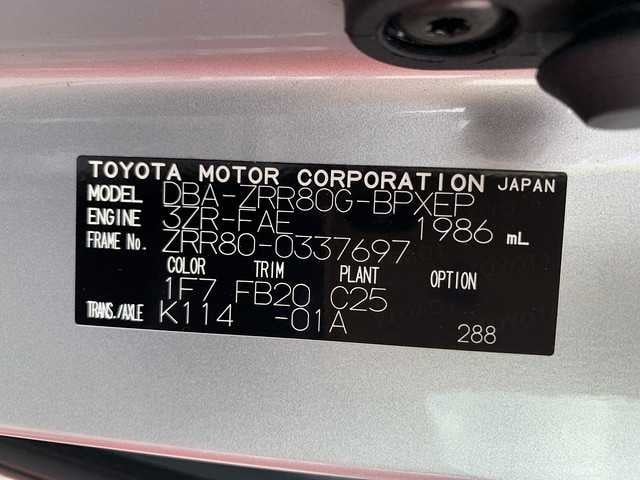 TOYOTA MOTOR CORPORATION JAPAN
MODEL DBA-ZRR80G-BPXEP
ENGINE 3ZR-FAE 1986 mL
FRAME No. ZRR80-0337697
COLOR TRIM PLANT OPTION
1F7 FB20 C25
TRANS./AXLE K114 -01A 288